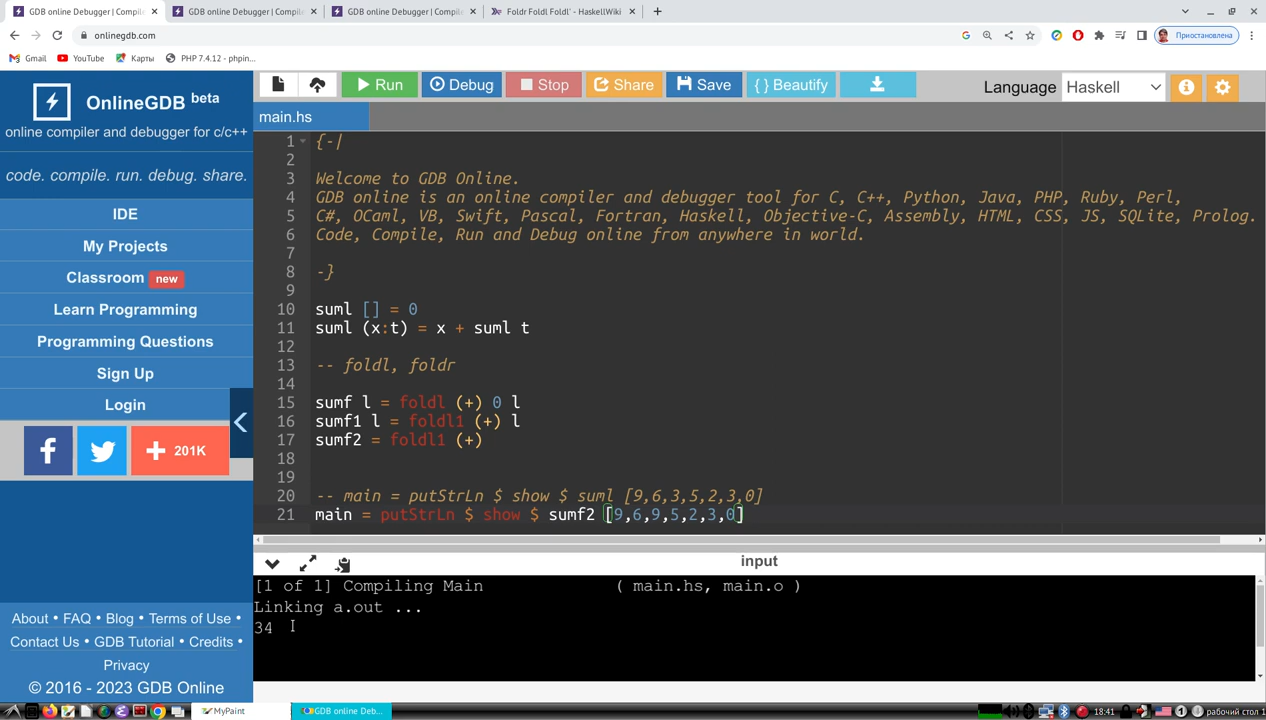 GDB online Debugger | Compile
GDB online Debugger | Compile
GDB online Debugger | Compile
Foldr Foldl Foldl' - HaskellWiki
onlinegdb.com
Приостановлена
Gmail
YouTube
Карты
PHP 7.4.12 - phpin...
OnlineGDB beta
online compiler and debugger for c/c++
code. compile. run. debug. share.
IDE
My Projects
Classroom new
Learn Programming
Programming Questions
Sign Up
Login
201K
About • FAQ • Blog • Terms of Use •
Contact Us • GDB Tutorial • Credits •
Privacy
© 2016 - 2023 GDB Online
Run
Debug
Stop
Share
Save
{ } Beautify
Language Haskell
main.hs
1 {-|
2
3 Welcome to GDB Online.
4 GDB online is an online compiler and debugger tool for C, C++, Python, Java, PHP, Ruby, Perl,
5 C#, OCaml, VB, Swift, Pascal, Fortran, Haskell, Objective-C, Assembly, HTML, CSS, JS, SQLite, Prolog.
6 Code, Compile, Run and Debug online from anywhere in world.
7
8 -}
9
10 suml [] = 0
11 suml (x:t) = x + suml t
12
13 -- foldl, foldr
14
15 sumf l = foldl (+) 0 l
16 sumf1 l = foldl1 (+) l
17 sumf2 = foldl1 (+)
18
19
20 -- main = putStrLn $ show $ suml [9,6,3,5,2,3,0]
21 main = putStrLn $ show $ sumf2 [9,6,9,5,2,3,0]
input
[1 of 1] Compiling Main ( main.hs, main.o )
Linking a.out ...
34
MyPaint
GDB online Deb...
18:41
1
рабочий стол 1